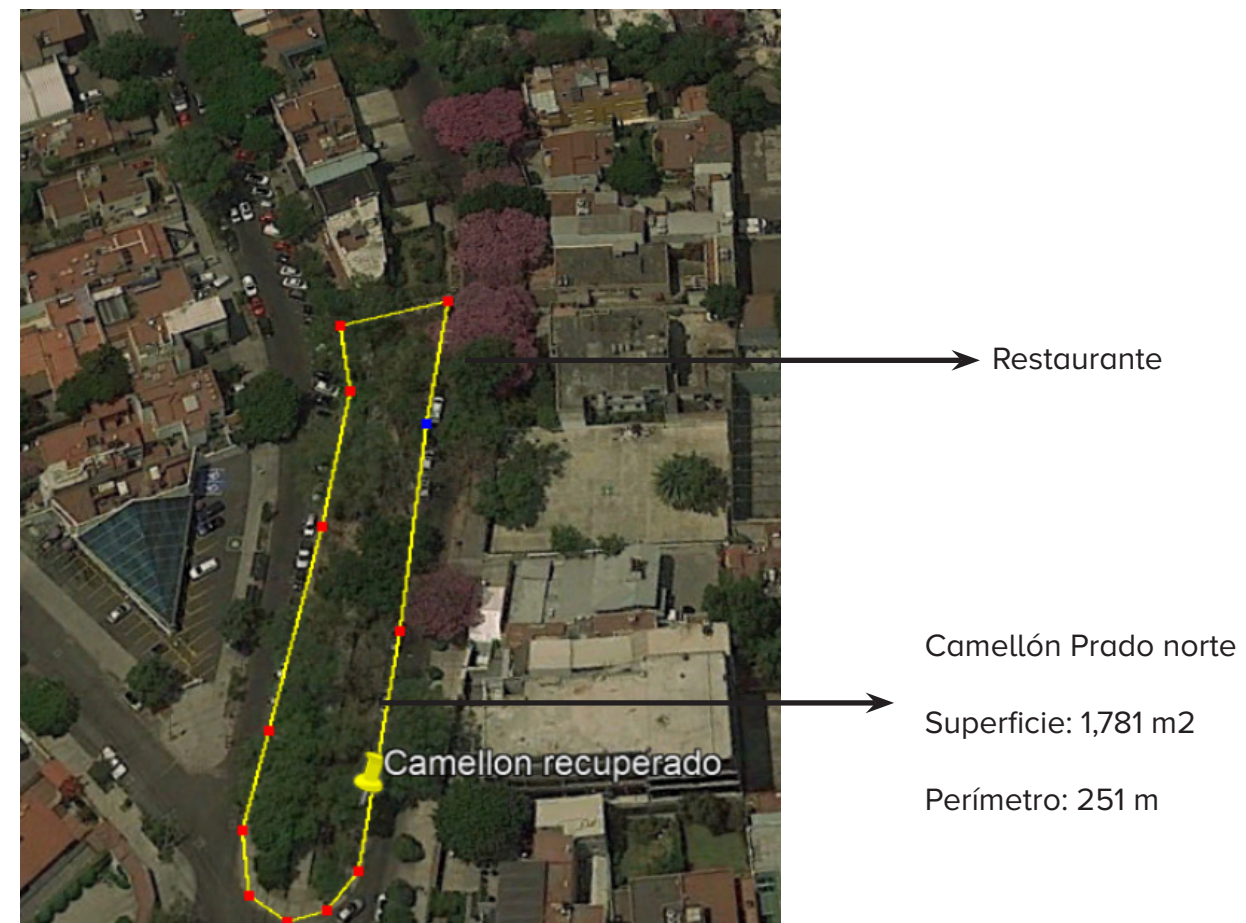 Restaurante
Camellón Prado norte
Superficie: 1,781 m2
Camellon recuperado
Perímetro: 251 m